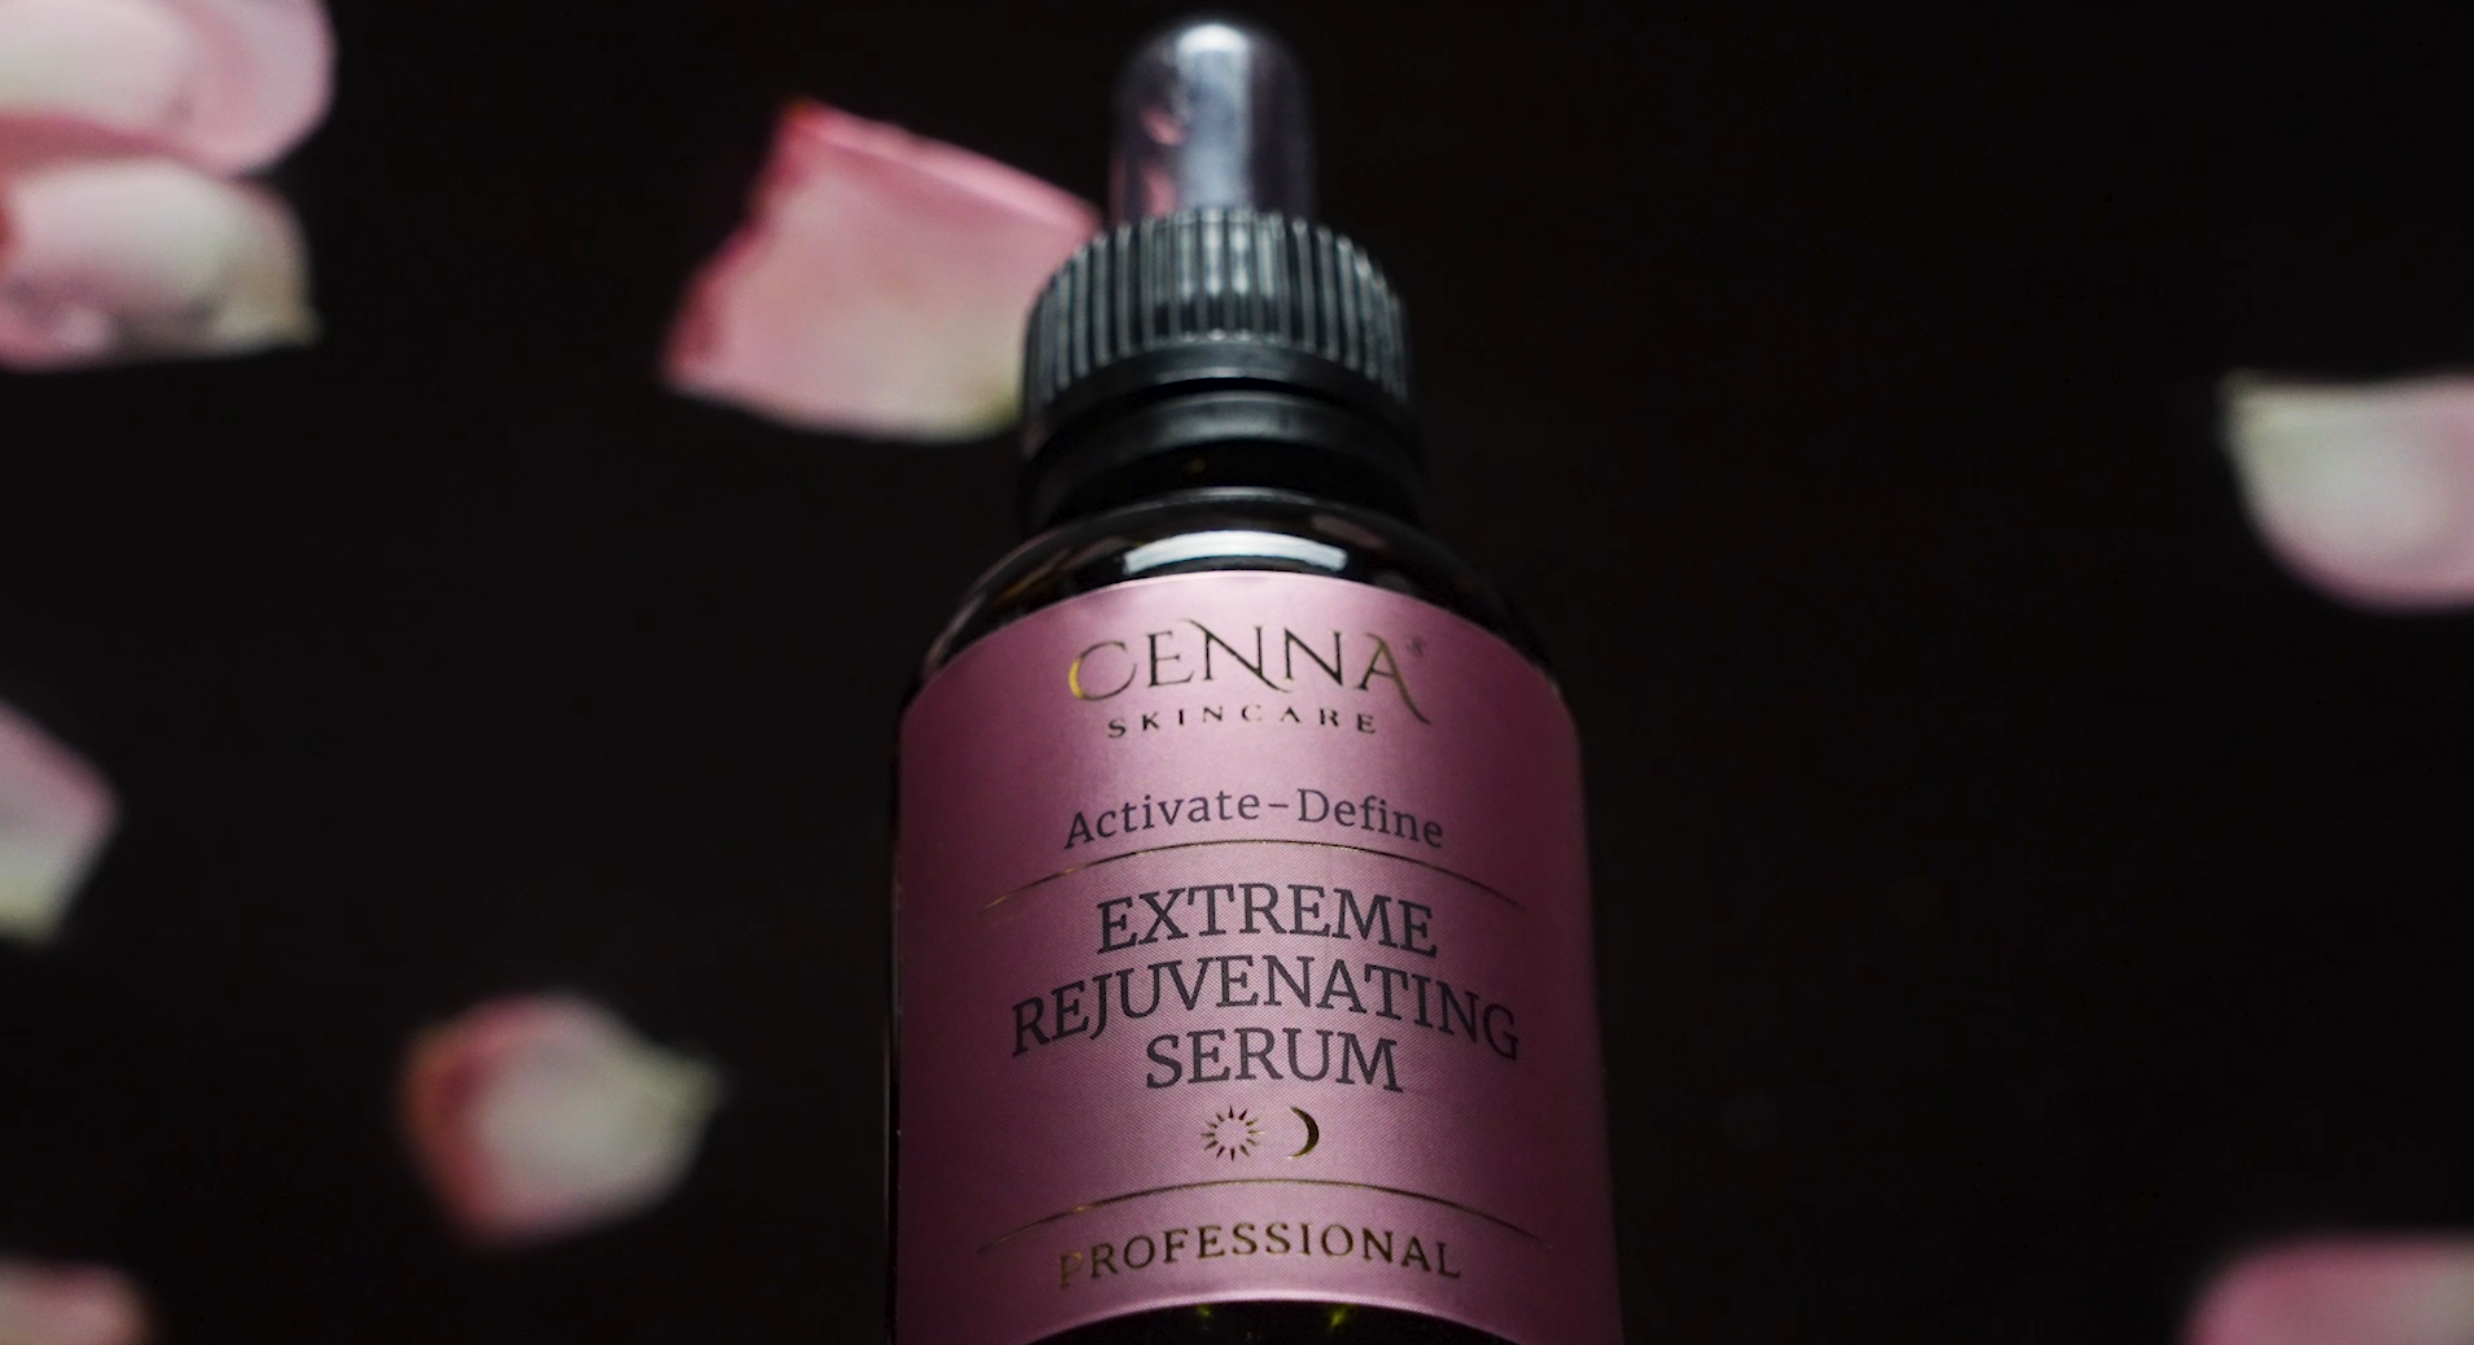 CENNA®
SKINCARE
Activate-Define
EXTREME
REJUVENATING
SERUM
PROFESSIONAL